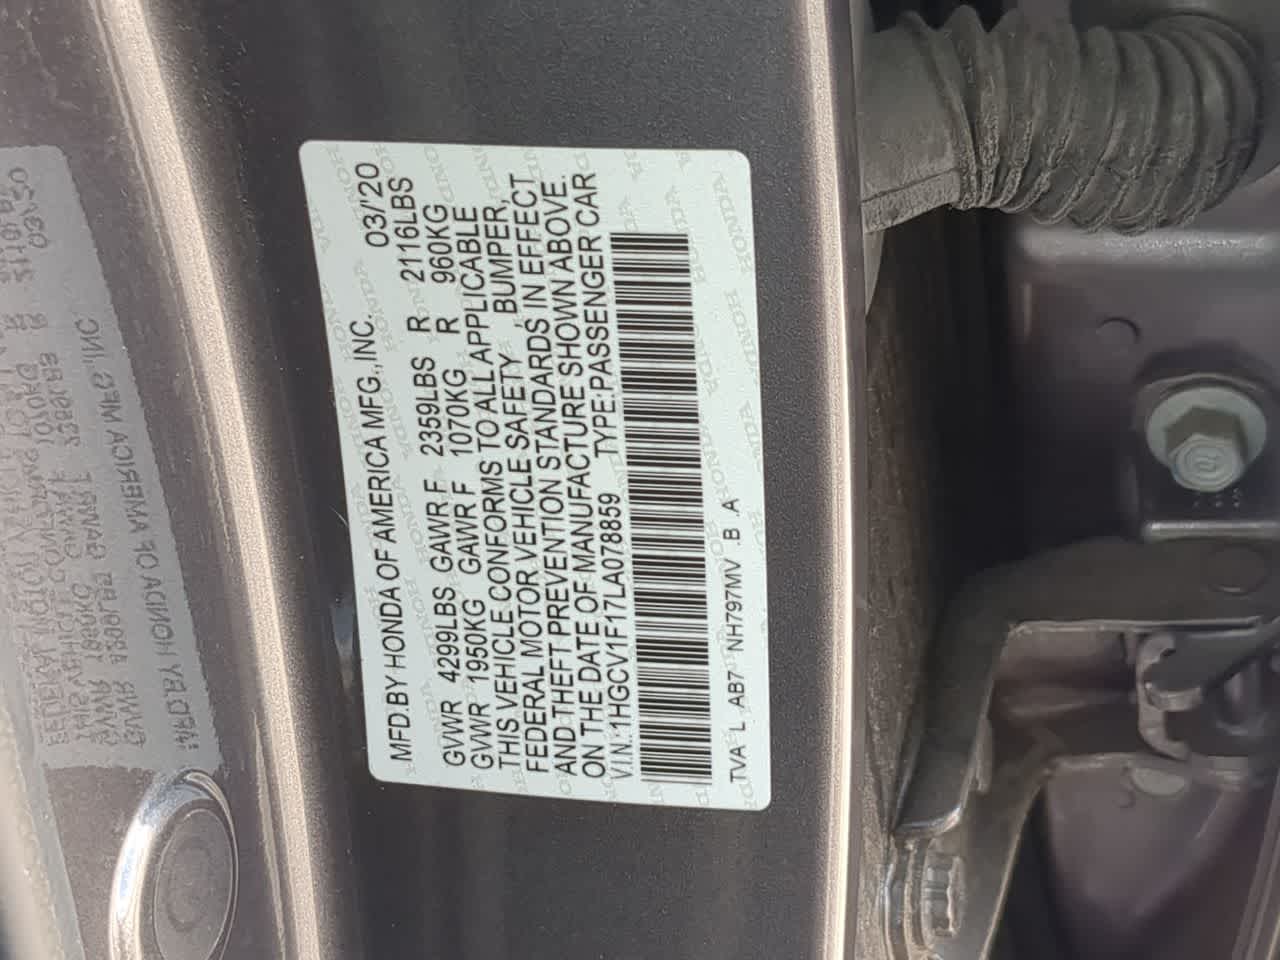 MFD.BY HONDA OF AMERICA MFG.,INC. 03/'20
GVWR 4299LBS GAWR F 2359LBS R 2116LBS
GVWR 1950KG GAWR F 1070KG R 960KG
THIS VEHICLE CONFORMS TO ALL APPLICABLE
FEDERAL MOTOR VEHICLE SAFETY , BUMPER,
AND THEFT PREVENTION STANDARDS, IN EFFECT
ON THE DATE OF MANUFACTURE SHOWN ABOVE.
V.I.N.:1HGCV1F17LA078859 TYPE:PASSENGER CAR
TVA L AB7 NH797MV .B A